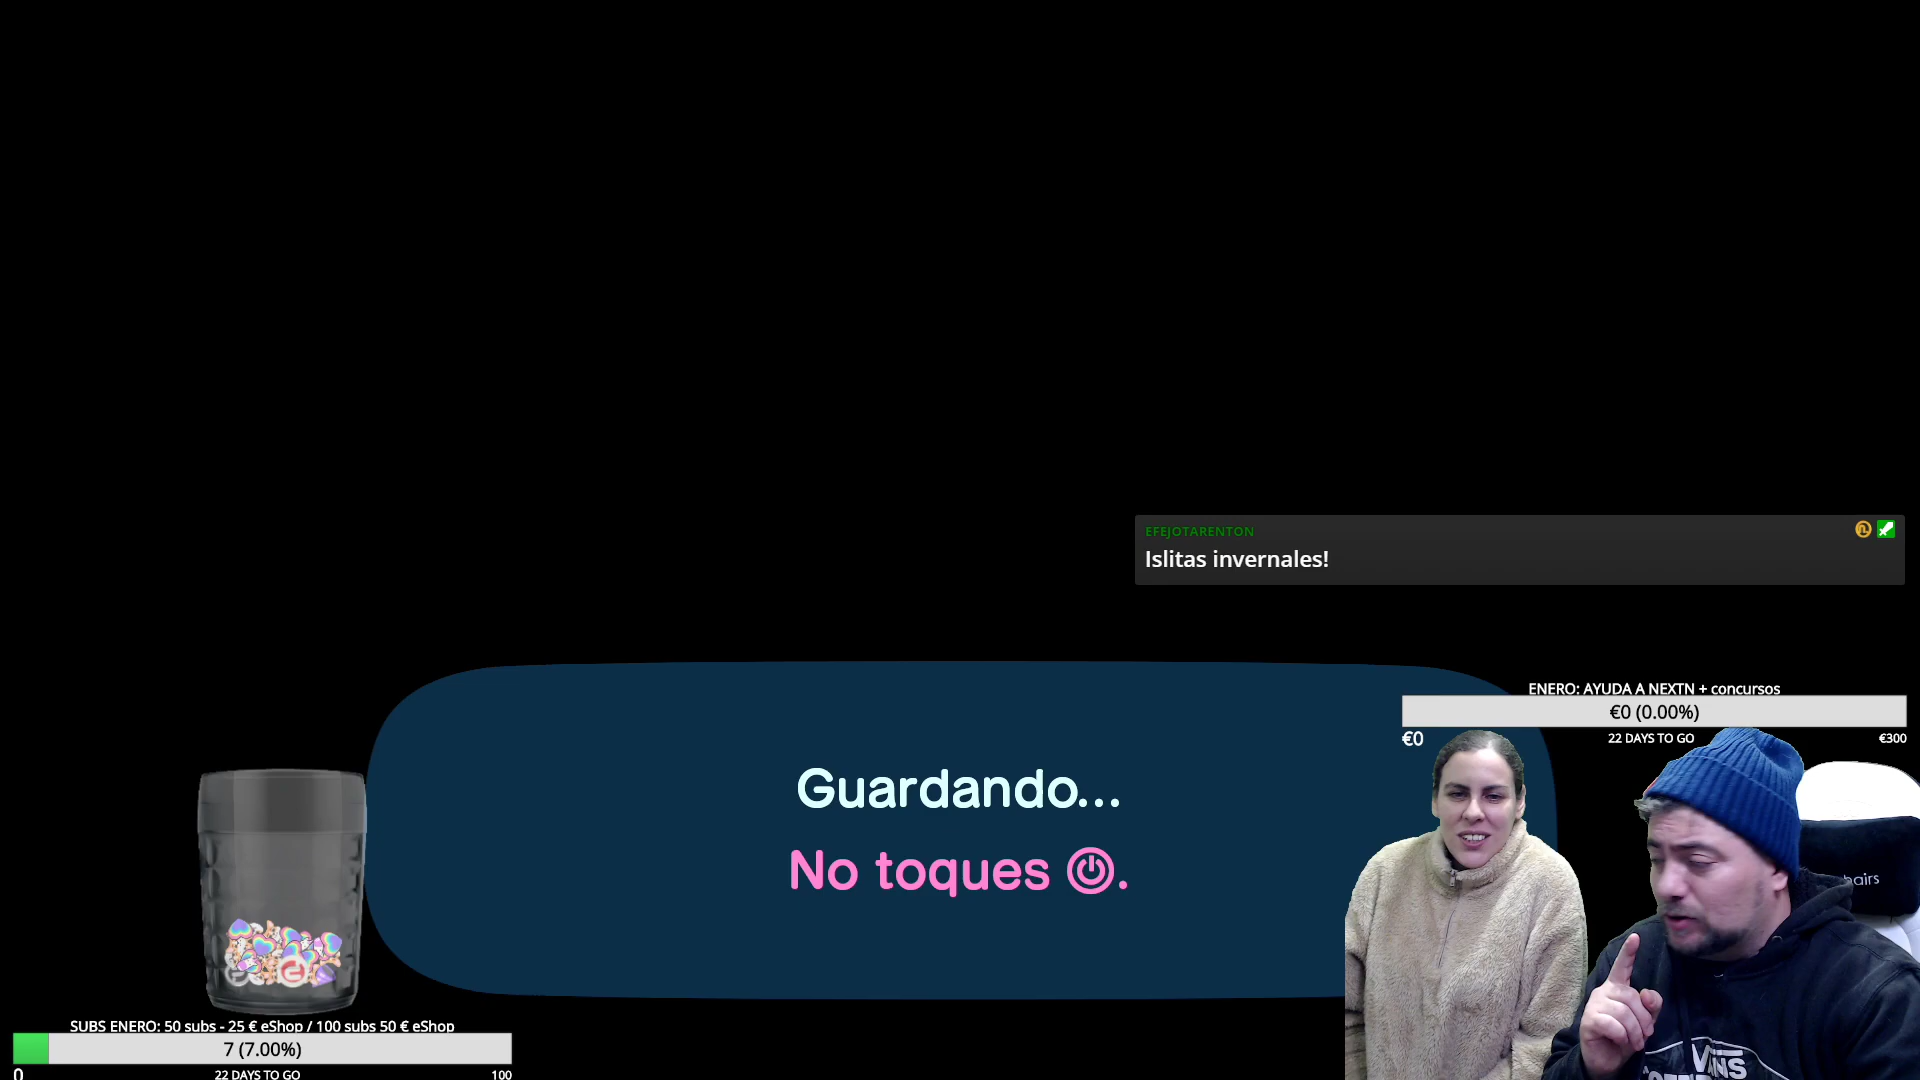 EFEJOTARENTON
Islitas invernales!
ENERO: AYUDA A NEXTN + concursos
€0 (0.00%)
€0 22 DAYS TO GO €300
Guardando...
No toques .
hairs
VANS
SUBS ENERO: 50 subs - 25 € eShop / 100 subs 50 € eShop
7 (7.00%)
0 22 DAYS TO GO 100